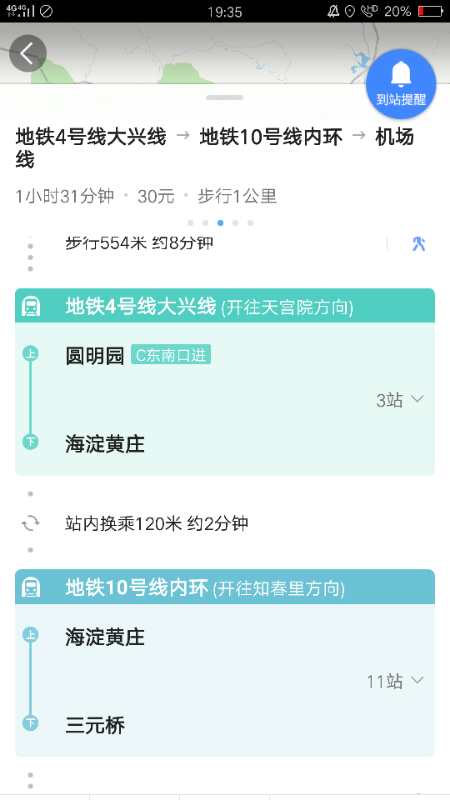 4G 4G
19:35
HD
20%
到站提醒
地铁4号线大兴线 → 地铁10号线内环 → 机场
线
1小时31分钟 · 30元 · 步行1公里
步行554米 约8分钟
地铁4号线大兴线 (开往天宫院方向)
上 圆明园 C东南口进
3站
下 海淀黄庄
站内换乘120米 约2分钟
地铁10号线内环 (开往知春里方向)
上 海淀黄庄
11站
下 三元桥